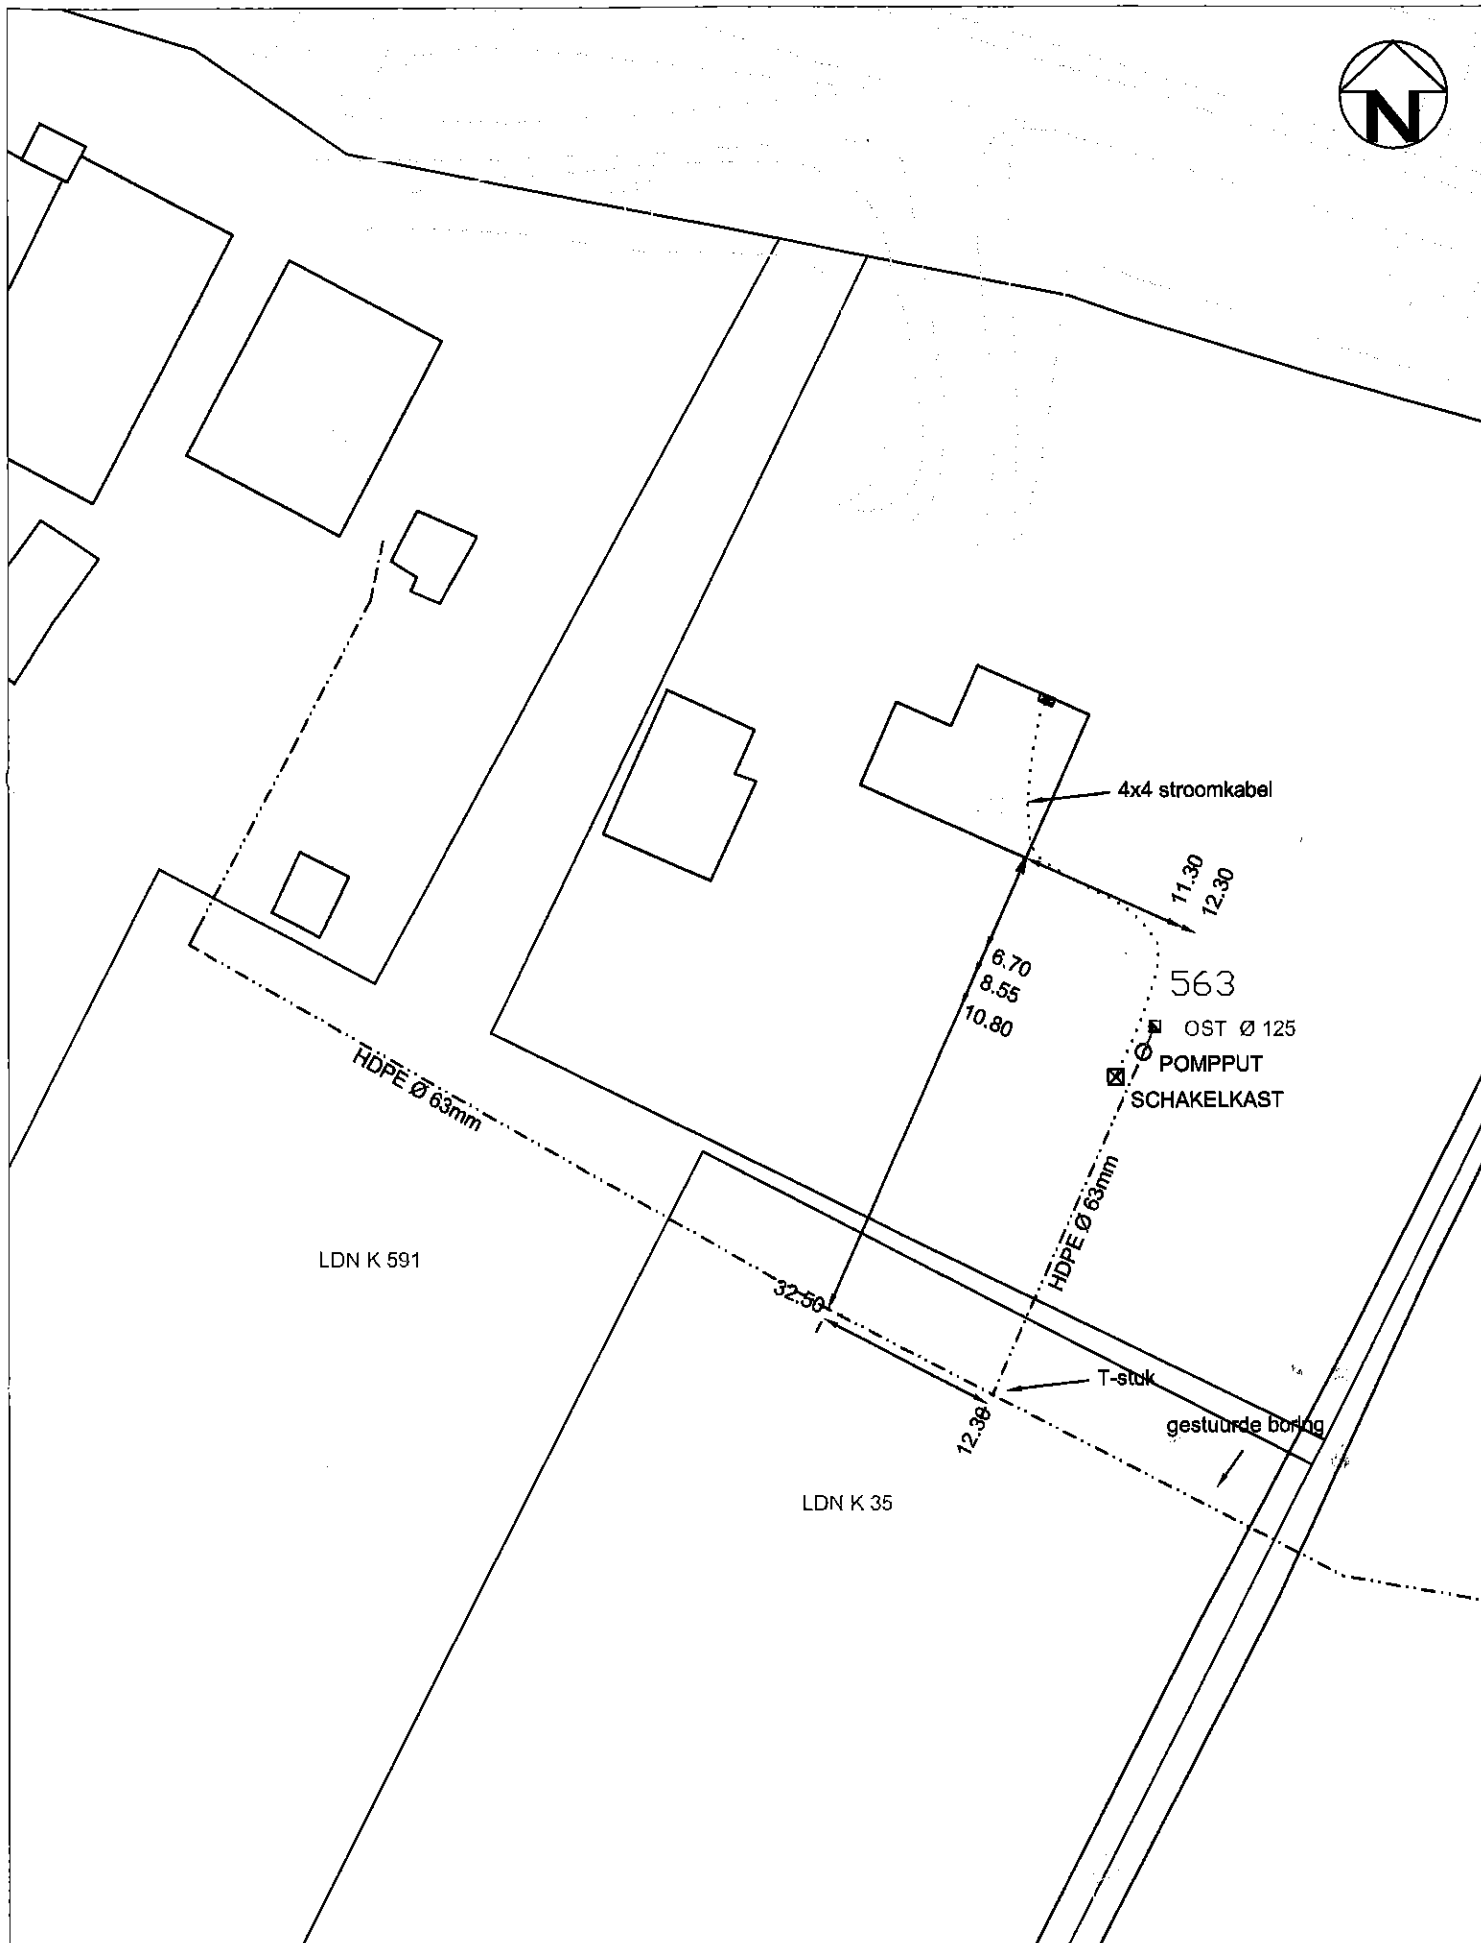 N
4x4 stroomkabel
11.30
12.30
6.70
8.55
10.80
563
OST Ø 125
POMPPUT
SCHAKELKAST
HDPE Ø 63mm
HDPE Ø 63mm
LDN K 591
32.50
T-stuk
12.30
gestuurde boring
LDN K 35